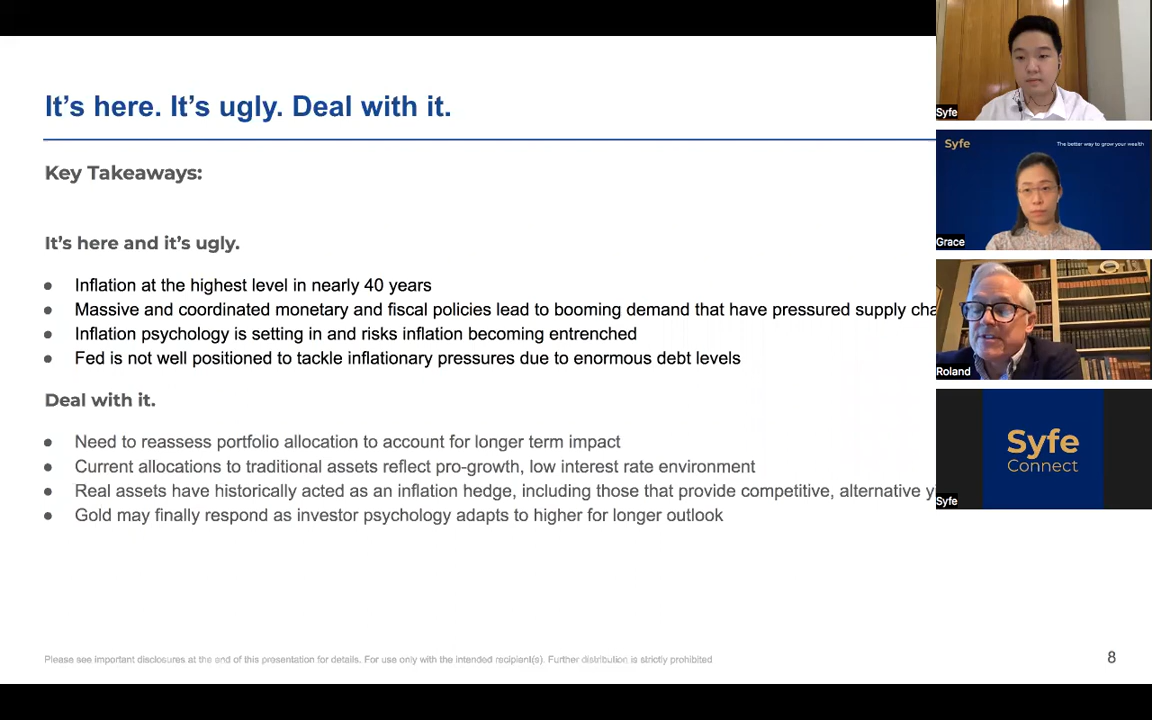 It's here. It's ugly. Deal with it.
Key Takeaways:
It's here and it's ugly.
● Inflation at the highest level in nearly 40 years
● Massive and coordinated monetary and fiscal policies lead to booming demand that have pressured supply cha
● Inflation psychology is setting in and risks inflation becoming entrenched
● Fed is not well positioned to tackle inflationary pressures due to enormous debt levels
Deal with it.
● Need to reassess portfolio allocation to account for longer term impact
● Current allocations to traditional assets reflect pro-growth, low interest rate environment
● Real assets have historically acted as an inflation hedge, including those that provide competitive, alternative yi
● Gold may finally respond as investor psychology adapts to higher for longer outlook
Please see important disclosures at the end of this presentation for details. For use only with the intended recipient(s). Further distribution is strictly prohibited.
8
Syfe
Syfe
The better way to grow your wealth
Grace
Roland
Syfe
Connect
Syfe